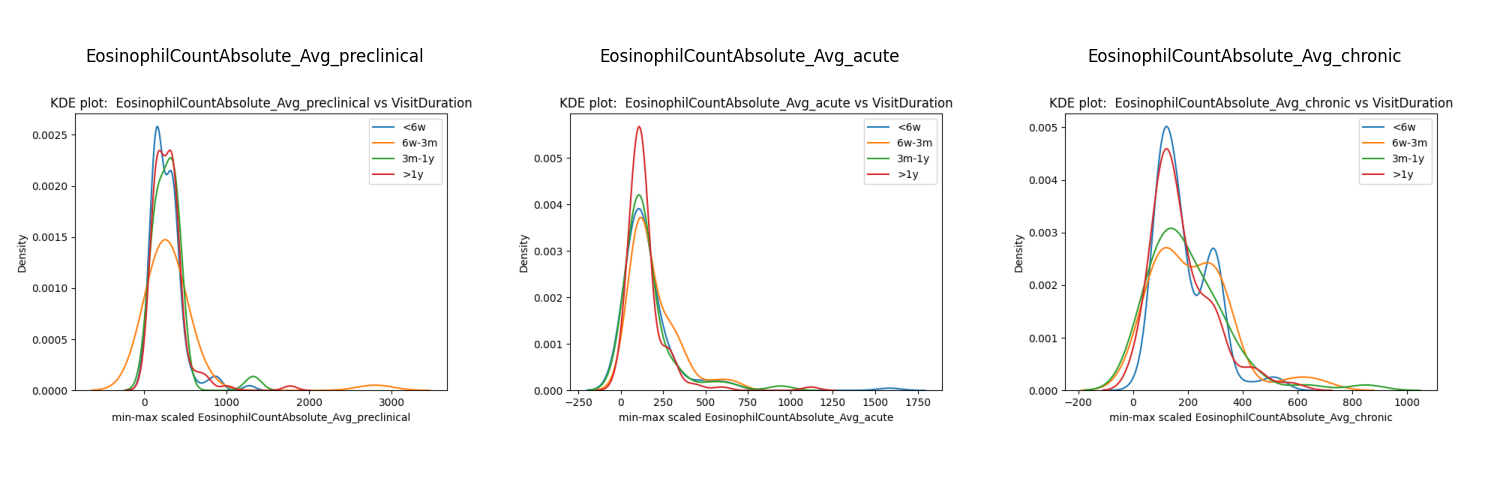 EosinophilCountAbsolute_Avg_preclinical
KDE plot:  EosinophilCountAbsolute_Avg_preclinical vs VisitDuration
<6w
6w-3m
3m-1y
>1y
0.0025
0.0020
0.0015
0.0010
0.0005
0.0000
Density
0
1000
2000
3000
min-max scaled EosinophilCountAbsolute_Avg_preclinical
EosinophilCountAbsolute_Avg_acute
KDE plot:  EosinophilCountAbsolute_Avg_acute vs VisitDuration
<6w
6w-3m
3m-1y
>1y
0.005
0.004
0.003
0.002
0.001
0.000
Density
−250
0
250
500
750
1000
1250
1500
1750
min-max scaled EosinophilCountAbsolute_Avg_acute
EosinophilCountAbsolute_Avg_chronic
KDE plot:  EosinophilCountAbsolute_Avg_chronic vs VisitDuration
<6w
6w-3m
3m-1y
>1y
0.005
0.004
0.003
0.002
0.001
0.000
Density
−200
0
200
400
600
800
1000
min-max scaled EosinophilCountAbsolute_Avg_chronic